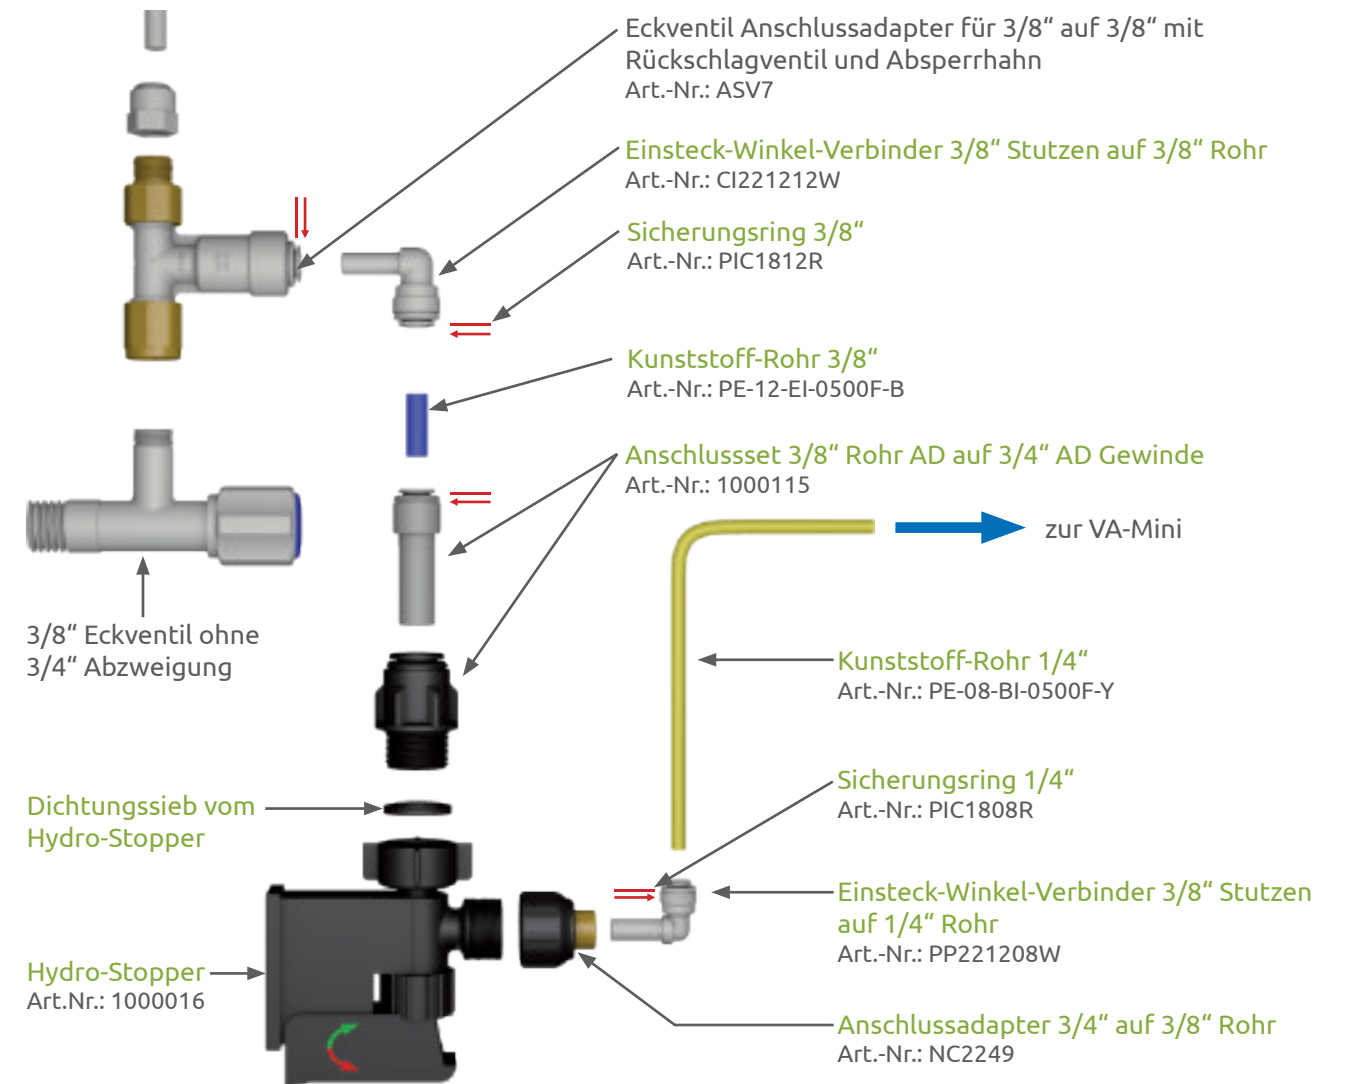 Eckventil Anschlussadapter für 3/8“ auf 3/8“ mit
Rückschlagventil und Absperrhahn
Art.-Nr.: ASV7
Einsteck-Winkel-Verbinder 3/8“ Stutzen auf 3/8“ Rohr
Art.-Nr.: CI221212W
Sicherungsring 3/8“
Art.-Nr.: PIC1812R
Kunststoff-Rohr 3/8“
Art.-Nr.: PE-12-EI-0500F-B
Anschlussset 3/8“ Rohr AD auf 3/4“ AD Gewinde
Art.-Nr.: 1000115
zur VA-Mini
3/8“ Eckventil ohne
3/4“ Abzweigung
Kunststoff-Rohr 1/4“
Art.-Nr.: PE-08-BI-0500F-Y
Sicherungsring 1/4“
Art.-Nr.: PIC1808R
Dichtungssieb vom
Hydro-Stopper
Einsteck-Winkel-Verbinder 3/8“ Stutzen
auf 1/4“ Rohr
Art.-Nr.: PP221208W
Hydro-Stopper
Art.Nr.: 1000016
Anschlussadapter 3/4“ auf 3/8“ Rohr
Art.-Nr.: NC2249